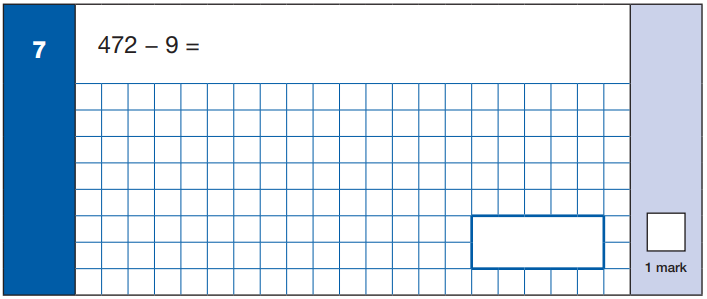 7
472 – 9 =
1 mark